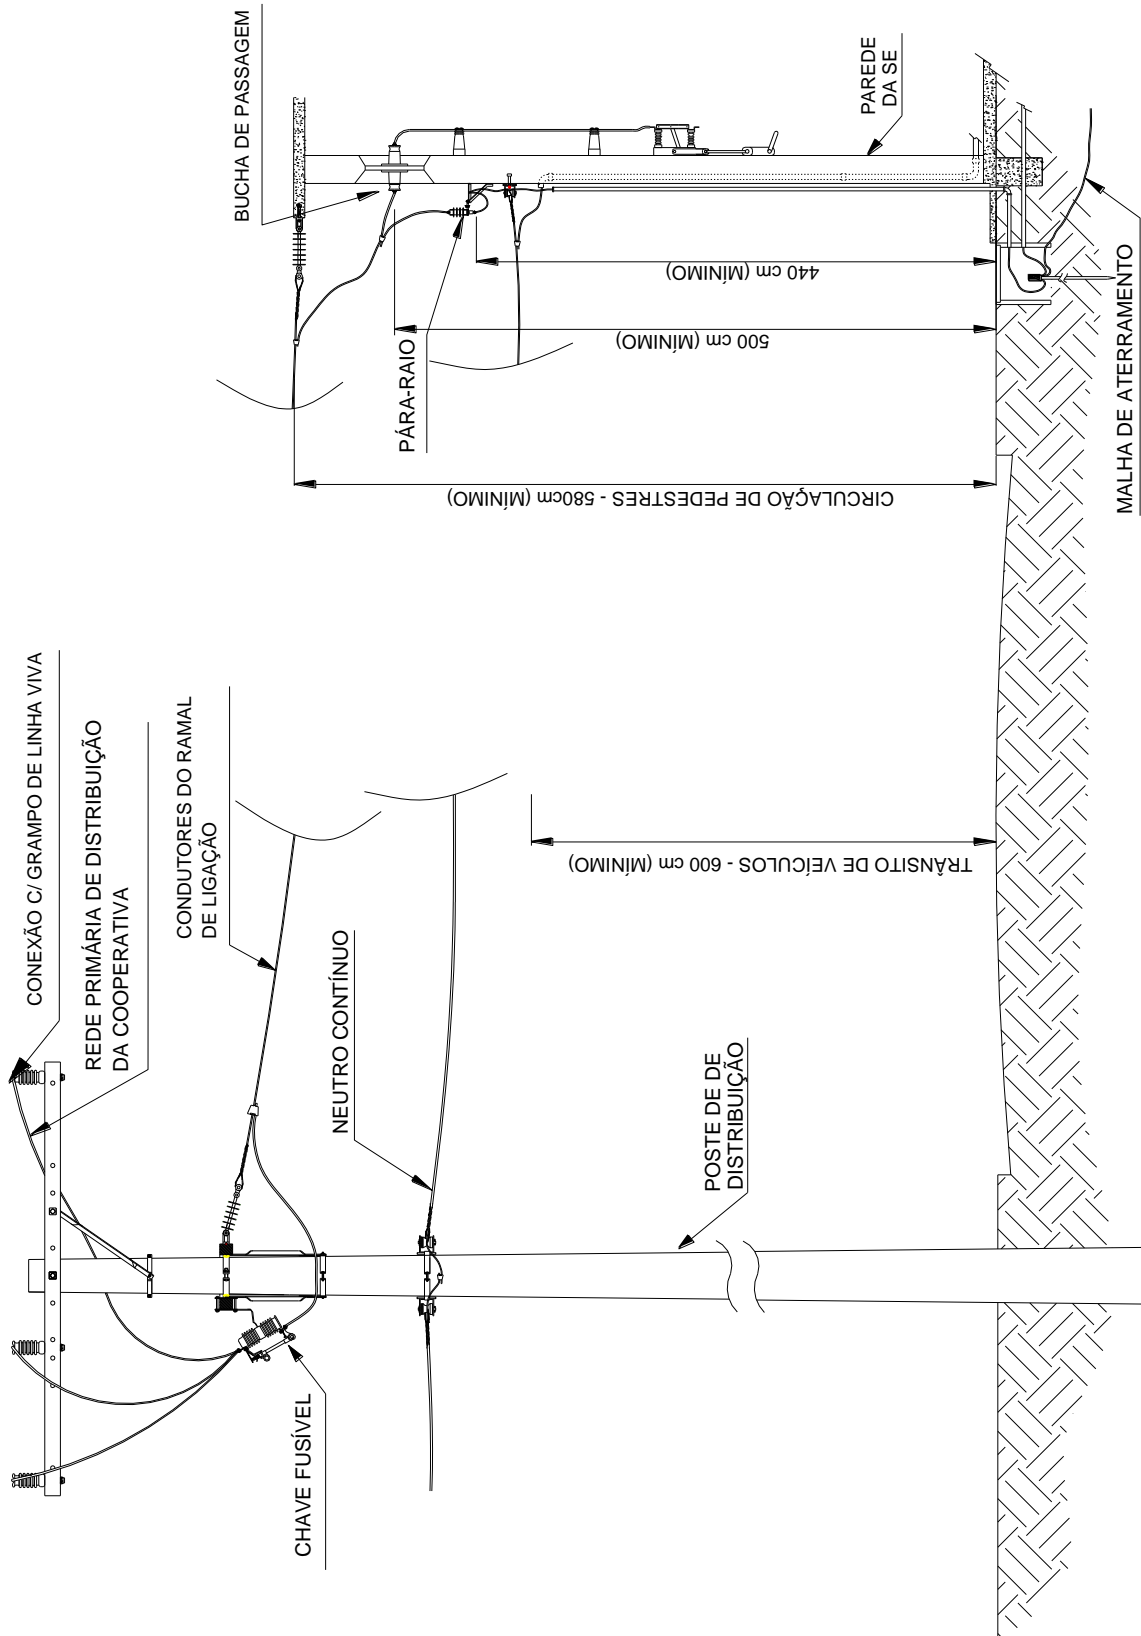 CONEXÃO C/ GRAMPO DE LINHA VIVA
REDE PRIMÁRIA DE DISTRIBUIÇÃO
DA COOPERATIVA
CONDUTORES DO RAMAL
DE LIGAÇÃO
NEUTRO CONTÍNUO
CHAVE FUSÍVEL
POSTE DE DE
DISTRIBUIÇÃO
TRÂNSITO DE VEÍCULOS - 600 cm (MÍNIMO)
CIRCULAÇÃO DE PEDESTRES - 580cm (MÍNIMO)
500 cm (MÍNIMO)
440 cm (MÍNIMO)
BUCHA DE PASSAGEM
PÁRA-RAIO
PAREDE
DA SE
MALHA DE ATERRAMENTO